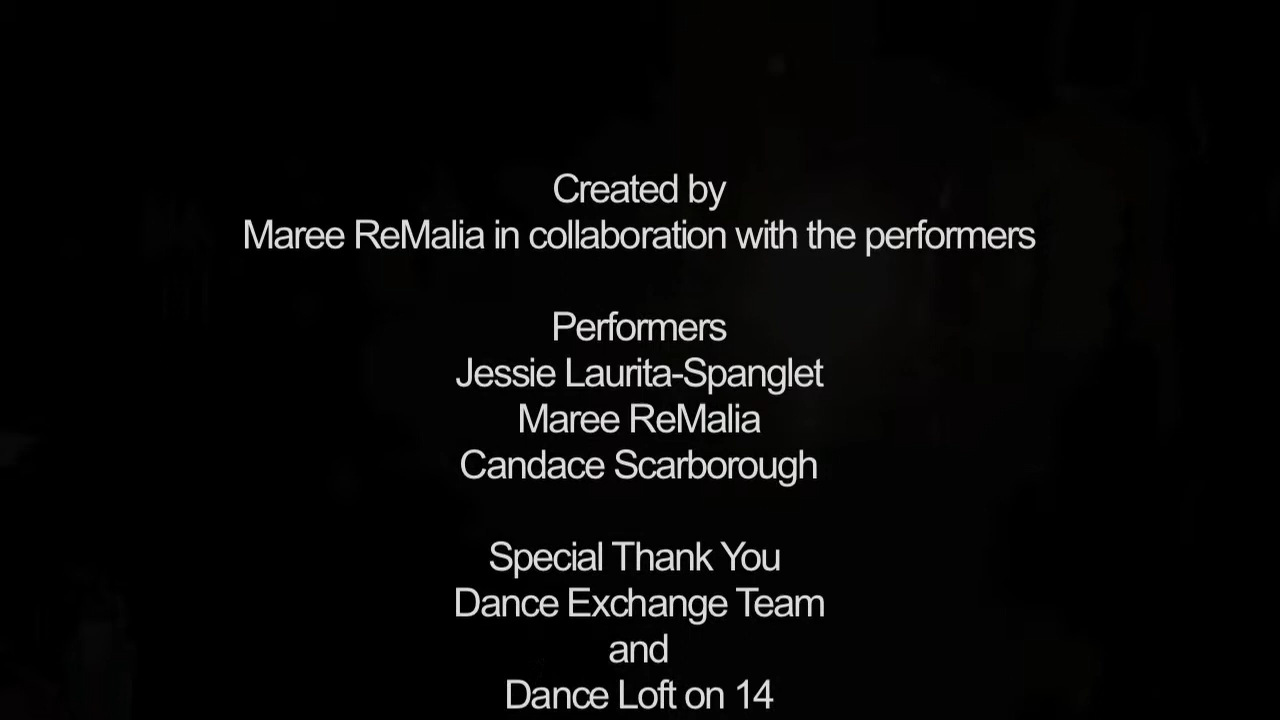 Created by
Maree ReMalia in collaboration with the performers
Performers
Jessie Laurita-Spanglet
Maree ReMalia
Candace Scarborough
Special Thank You
Dance Exchange Team
and
Dance Loft on 14